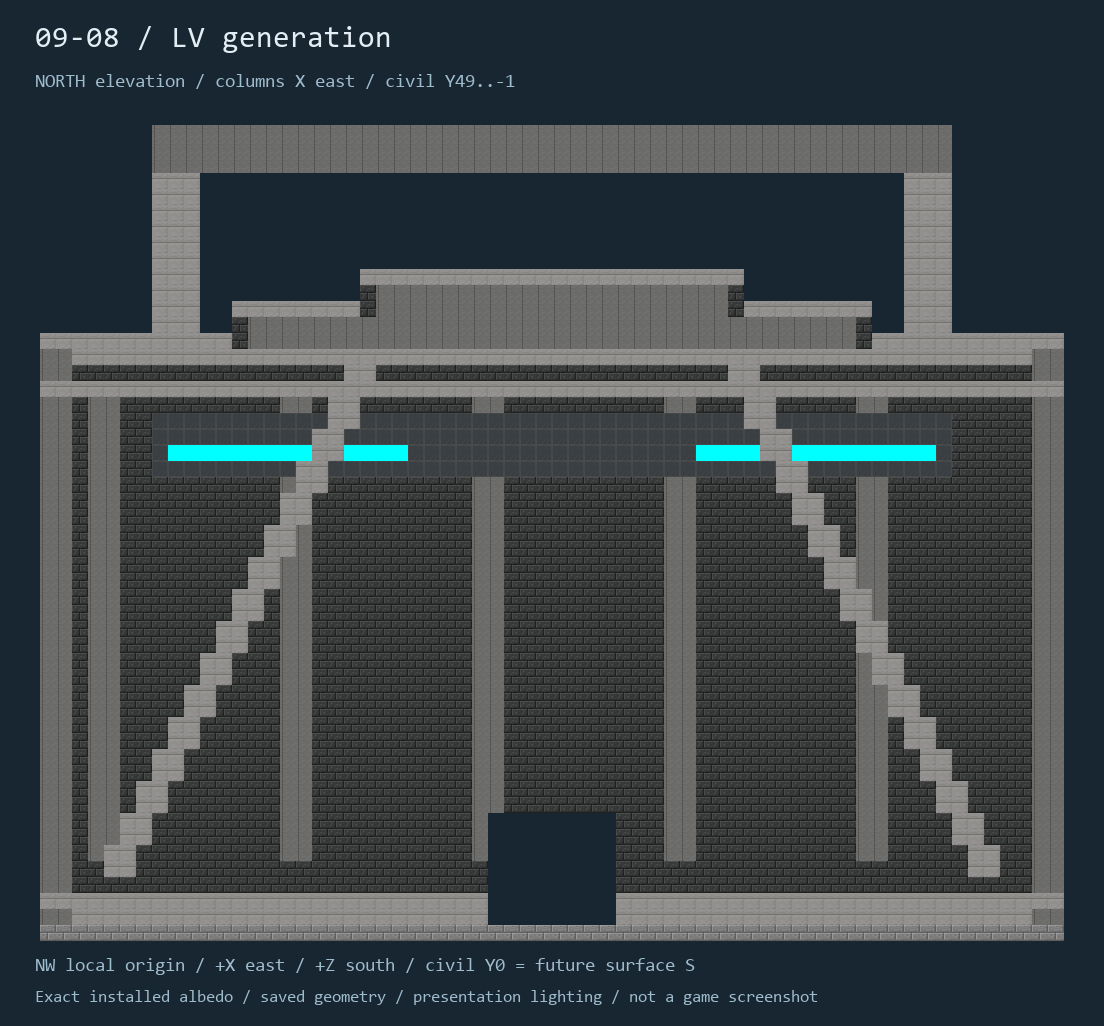 09-08 / LV generation
NORTH elevation / columns X east / civil Y49..-1
NW local origin / +X east / +Z south / civil Y0 = future surface S
Exact installed albedo / saved geometry / presentation lighting / not a game screenshot